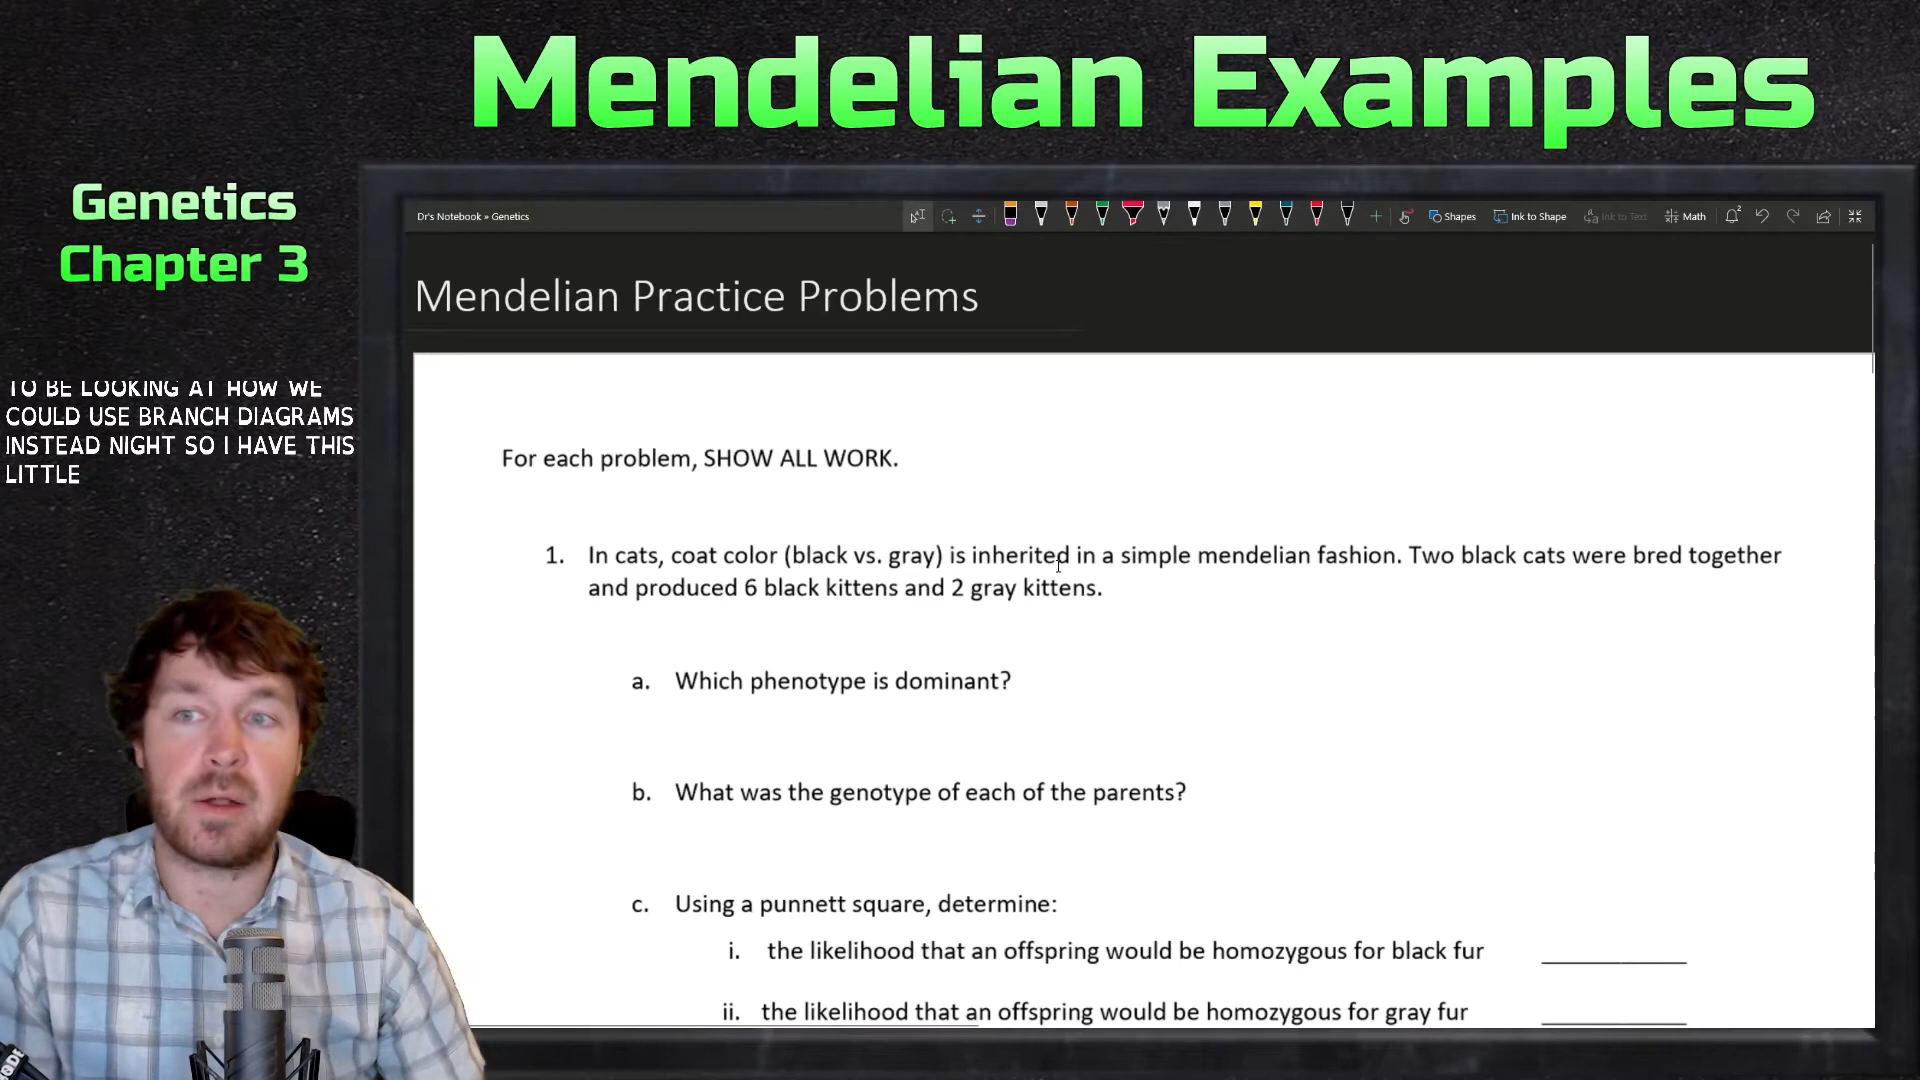 Mendelian Examples
Genetics
Chapter 3
Dr's Notebook » Genetics
Shapes
Ink to Shape
Ink to Text
Math
Mendelian Practice Problems
TO BE LOOKING AT HOW WE
COULD USE BRANCH DIAGRAMS
INSTEAD NIGHT SO I HAVE THIS
LITTLE
For each problem, SHOW ALL WORK.
1. In cats, coat color (black vs. gray) is inherited in a simple mendelian fashion. Two black cats were bred together
and produced 6 black kittens and 2 gray kittens.
a. Which phenotype is dominant?
b. What was the genotype of each of the parents?
c. Using a punnett square, determine:
i. the likelihood that an offspring would be homozygous for black fur
ii. the likelihood that an offspring would be homozygous for gray fur